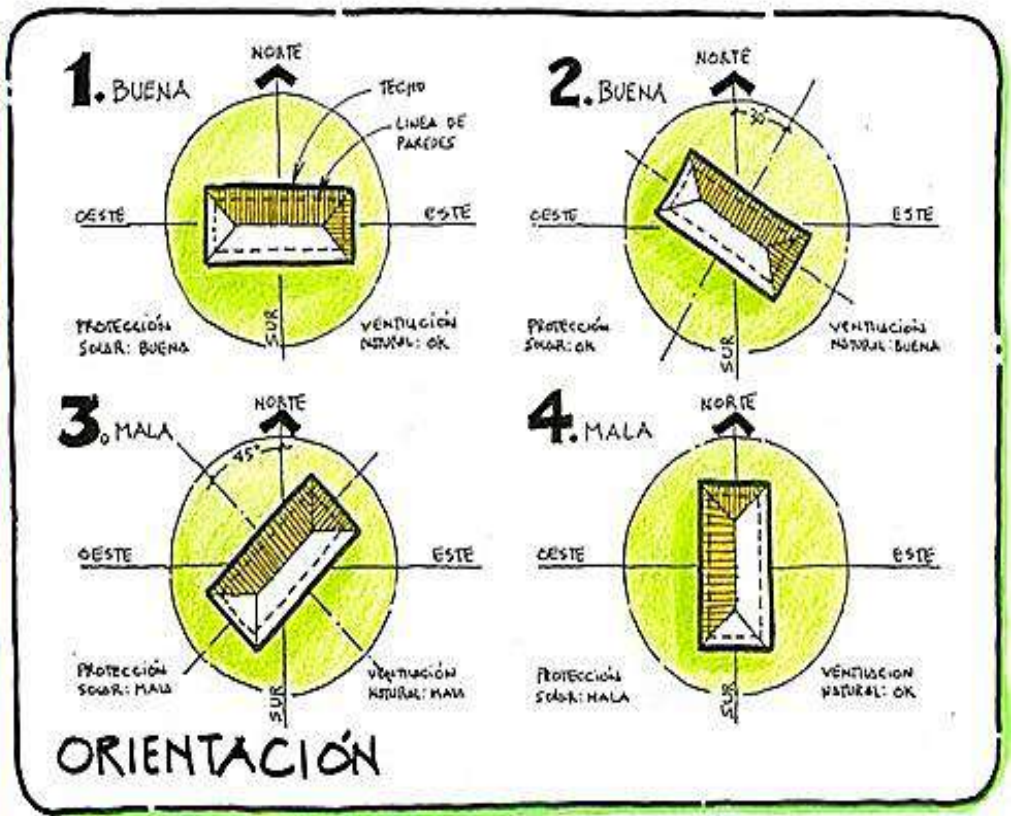 1. BUENA
NORTE
TECHO
LINEA DE
PAREDES
OESTE
ESTE
SUR
PROTECCIÓN
SOLAR: BUENA
VENTILACIÓN
NATURAL: OK
2. BUENA
NORTE
30°
OESTE
ESTE
SUR
PROTECCIÓN
SOLAR: OK
VENTILACIÓN
NATURAL: BUENA
3. MALA
NORTE
45°
OESTE
ESTE
SUR
PROTECCIÓN
SOLAR: MALA
VENTILACIÓN
NATURAL: MALA
4. MALA
NORTE
OESTE
ESTE
SUR
PROTECCIÓN
SOLAR: MALA
VENTILACION
NATURAL: OK
ORIENTACIÓN